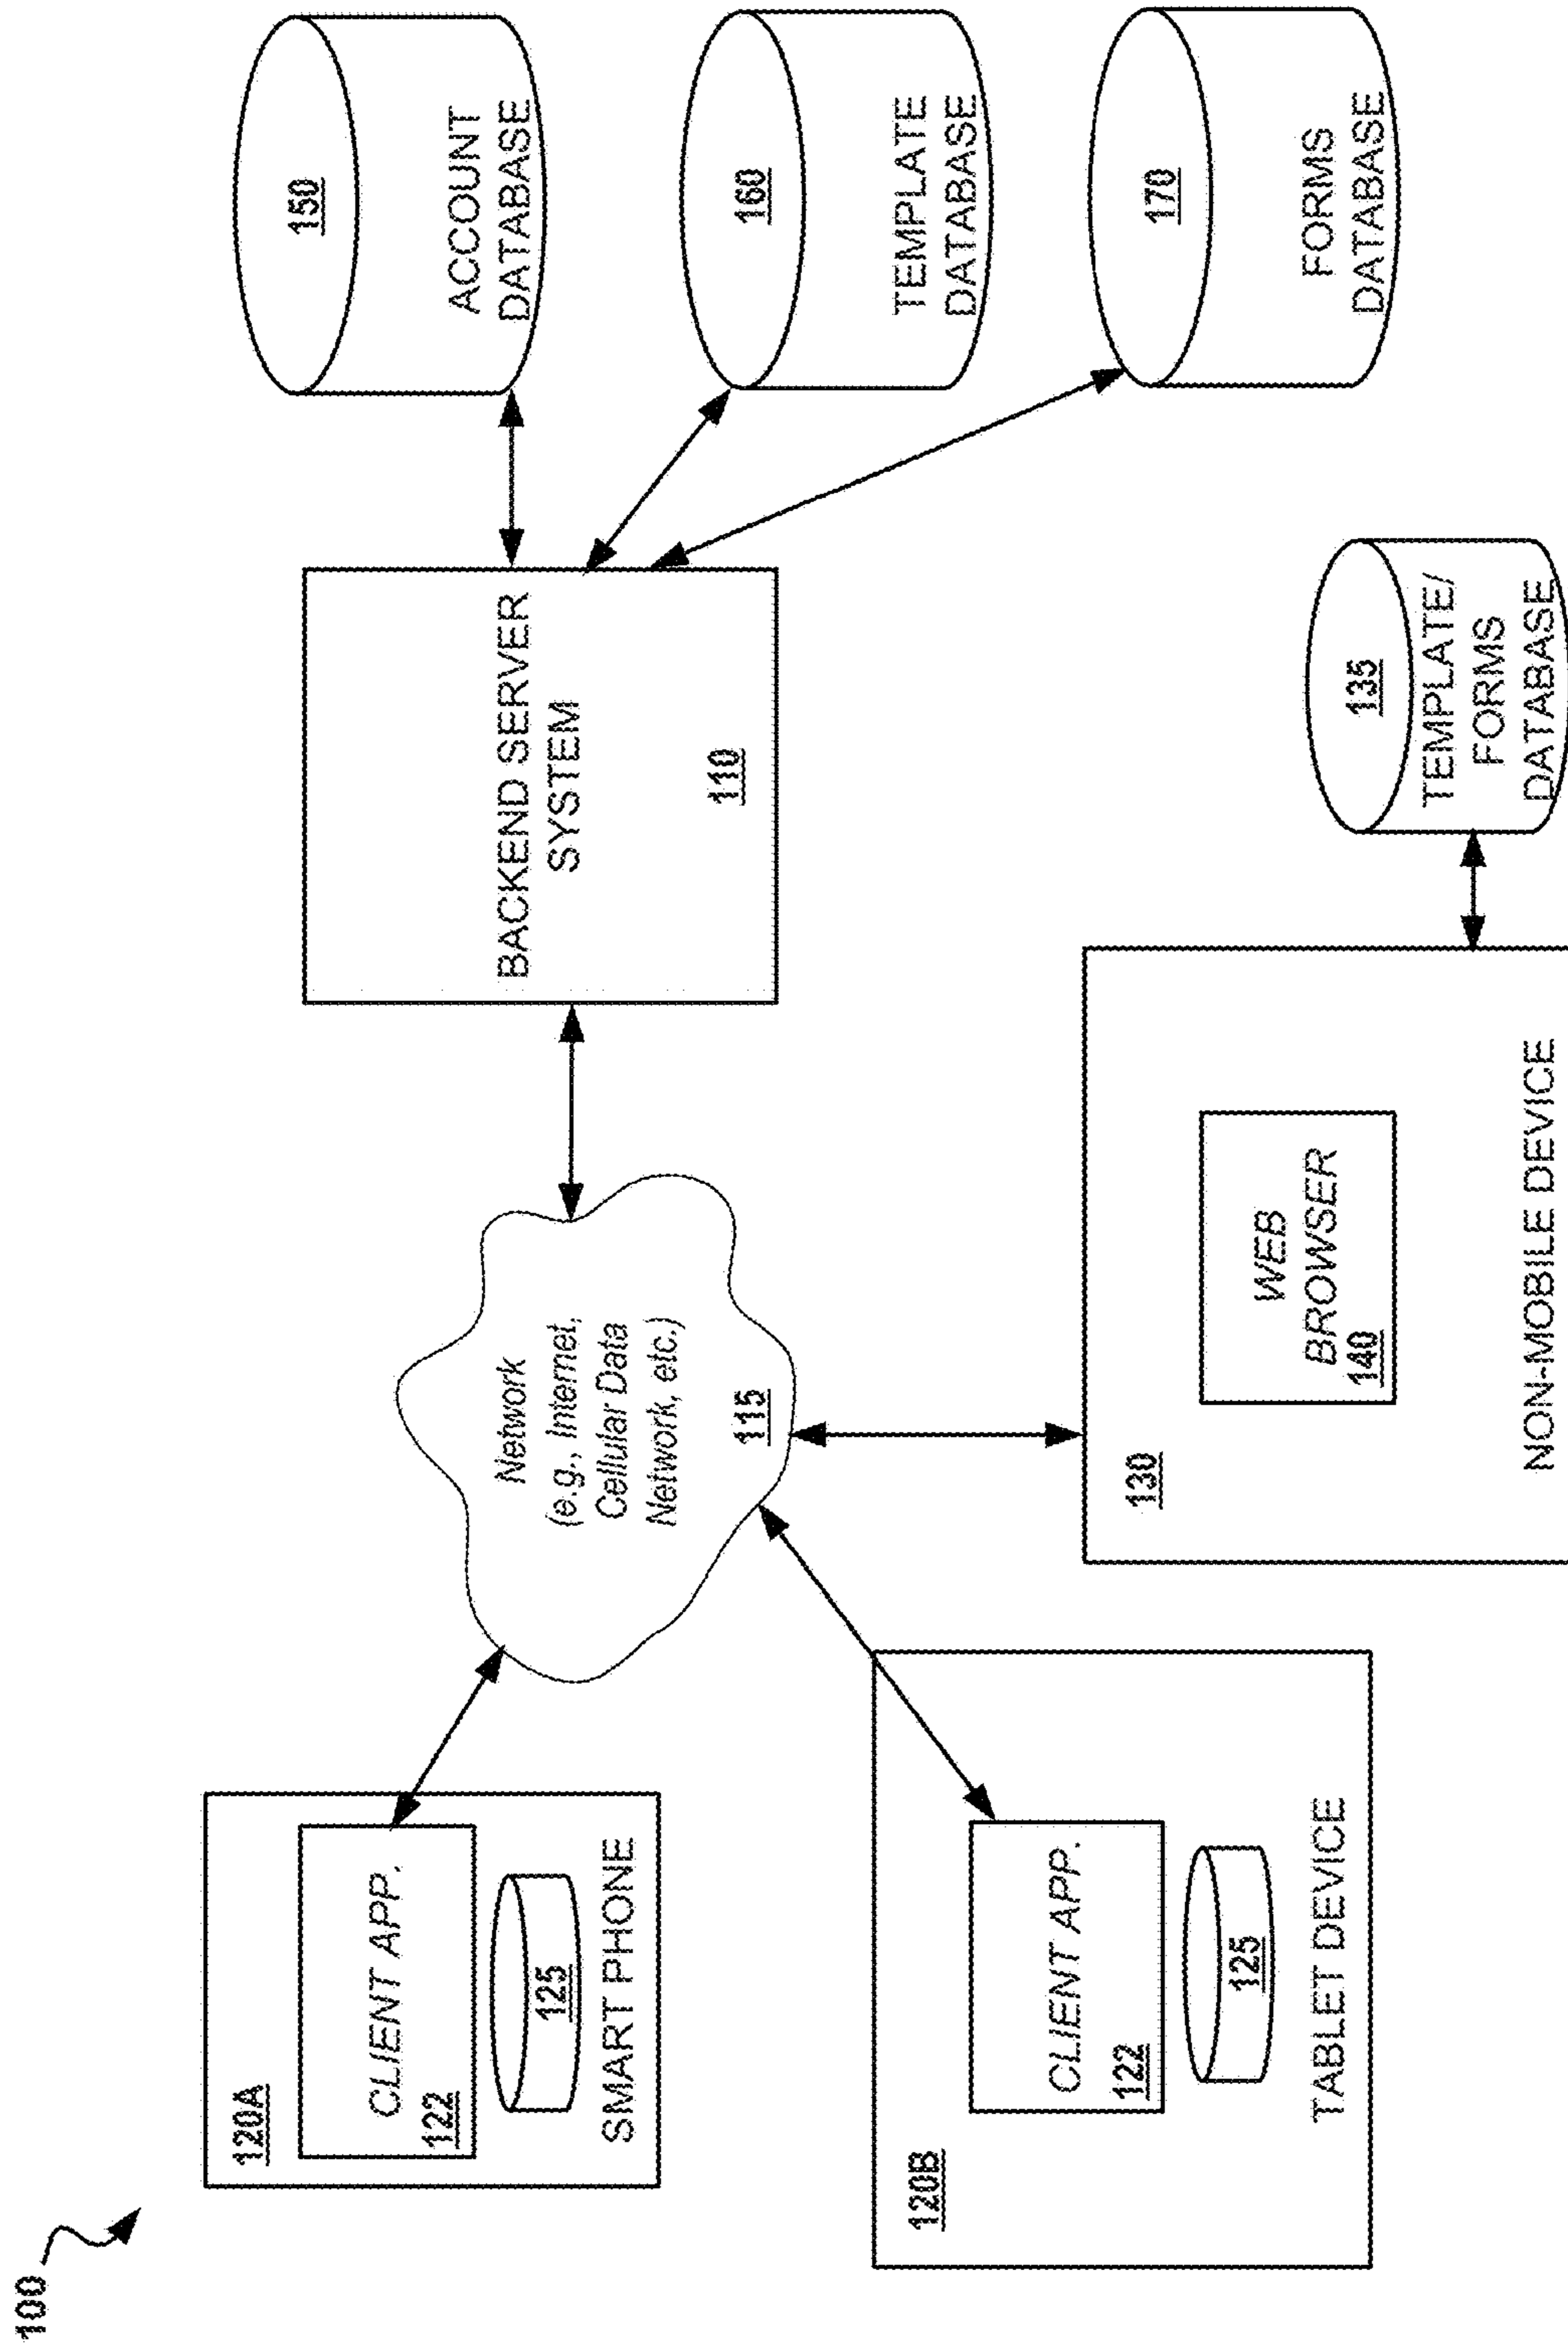 100
120A
CLIENT APP.
122
125
SMART PHONE
120B
CLIENT APP.
122
125
TABLET DEVICE
Network
(e.g., Internet,
Cellular Data
Network, etc.)
115
130
WEB
BROWSER
140
NON-MOBILE DEVICE
BACKEND SERVER
SYSTEM
110
135
TEMPLATE/
FORMS
DATABASE
150
ACCOUNT
DATABASE
160
TEMPLATE
DATABASE
170
FORMS
DATABASE